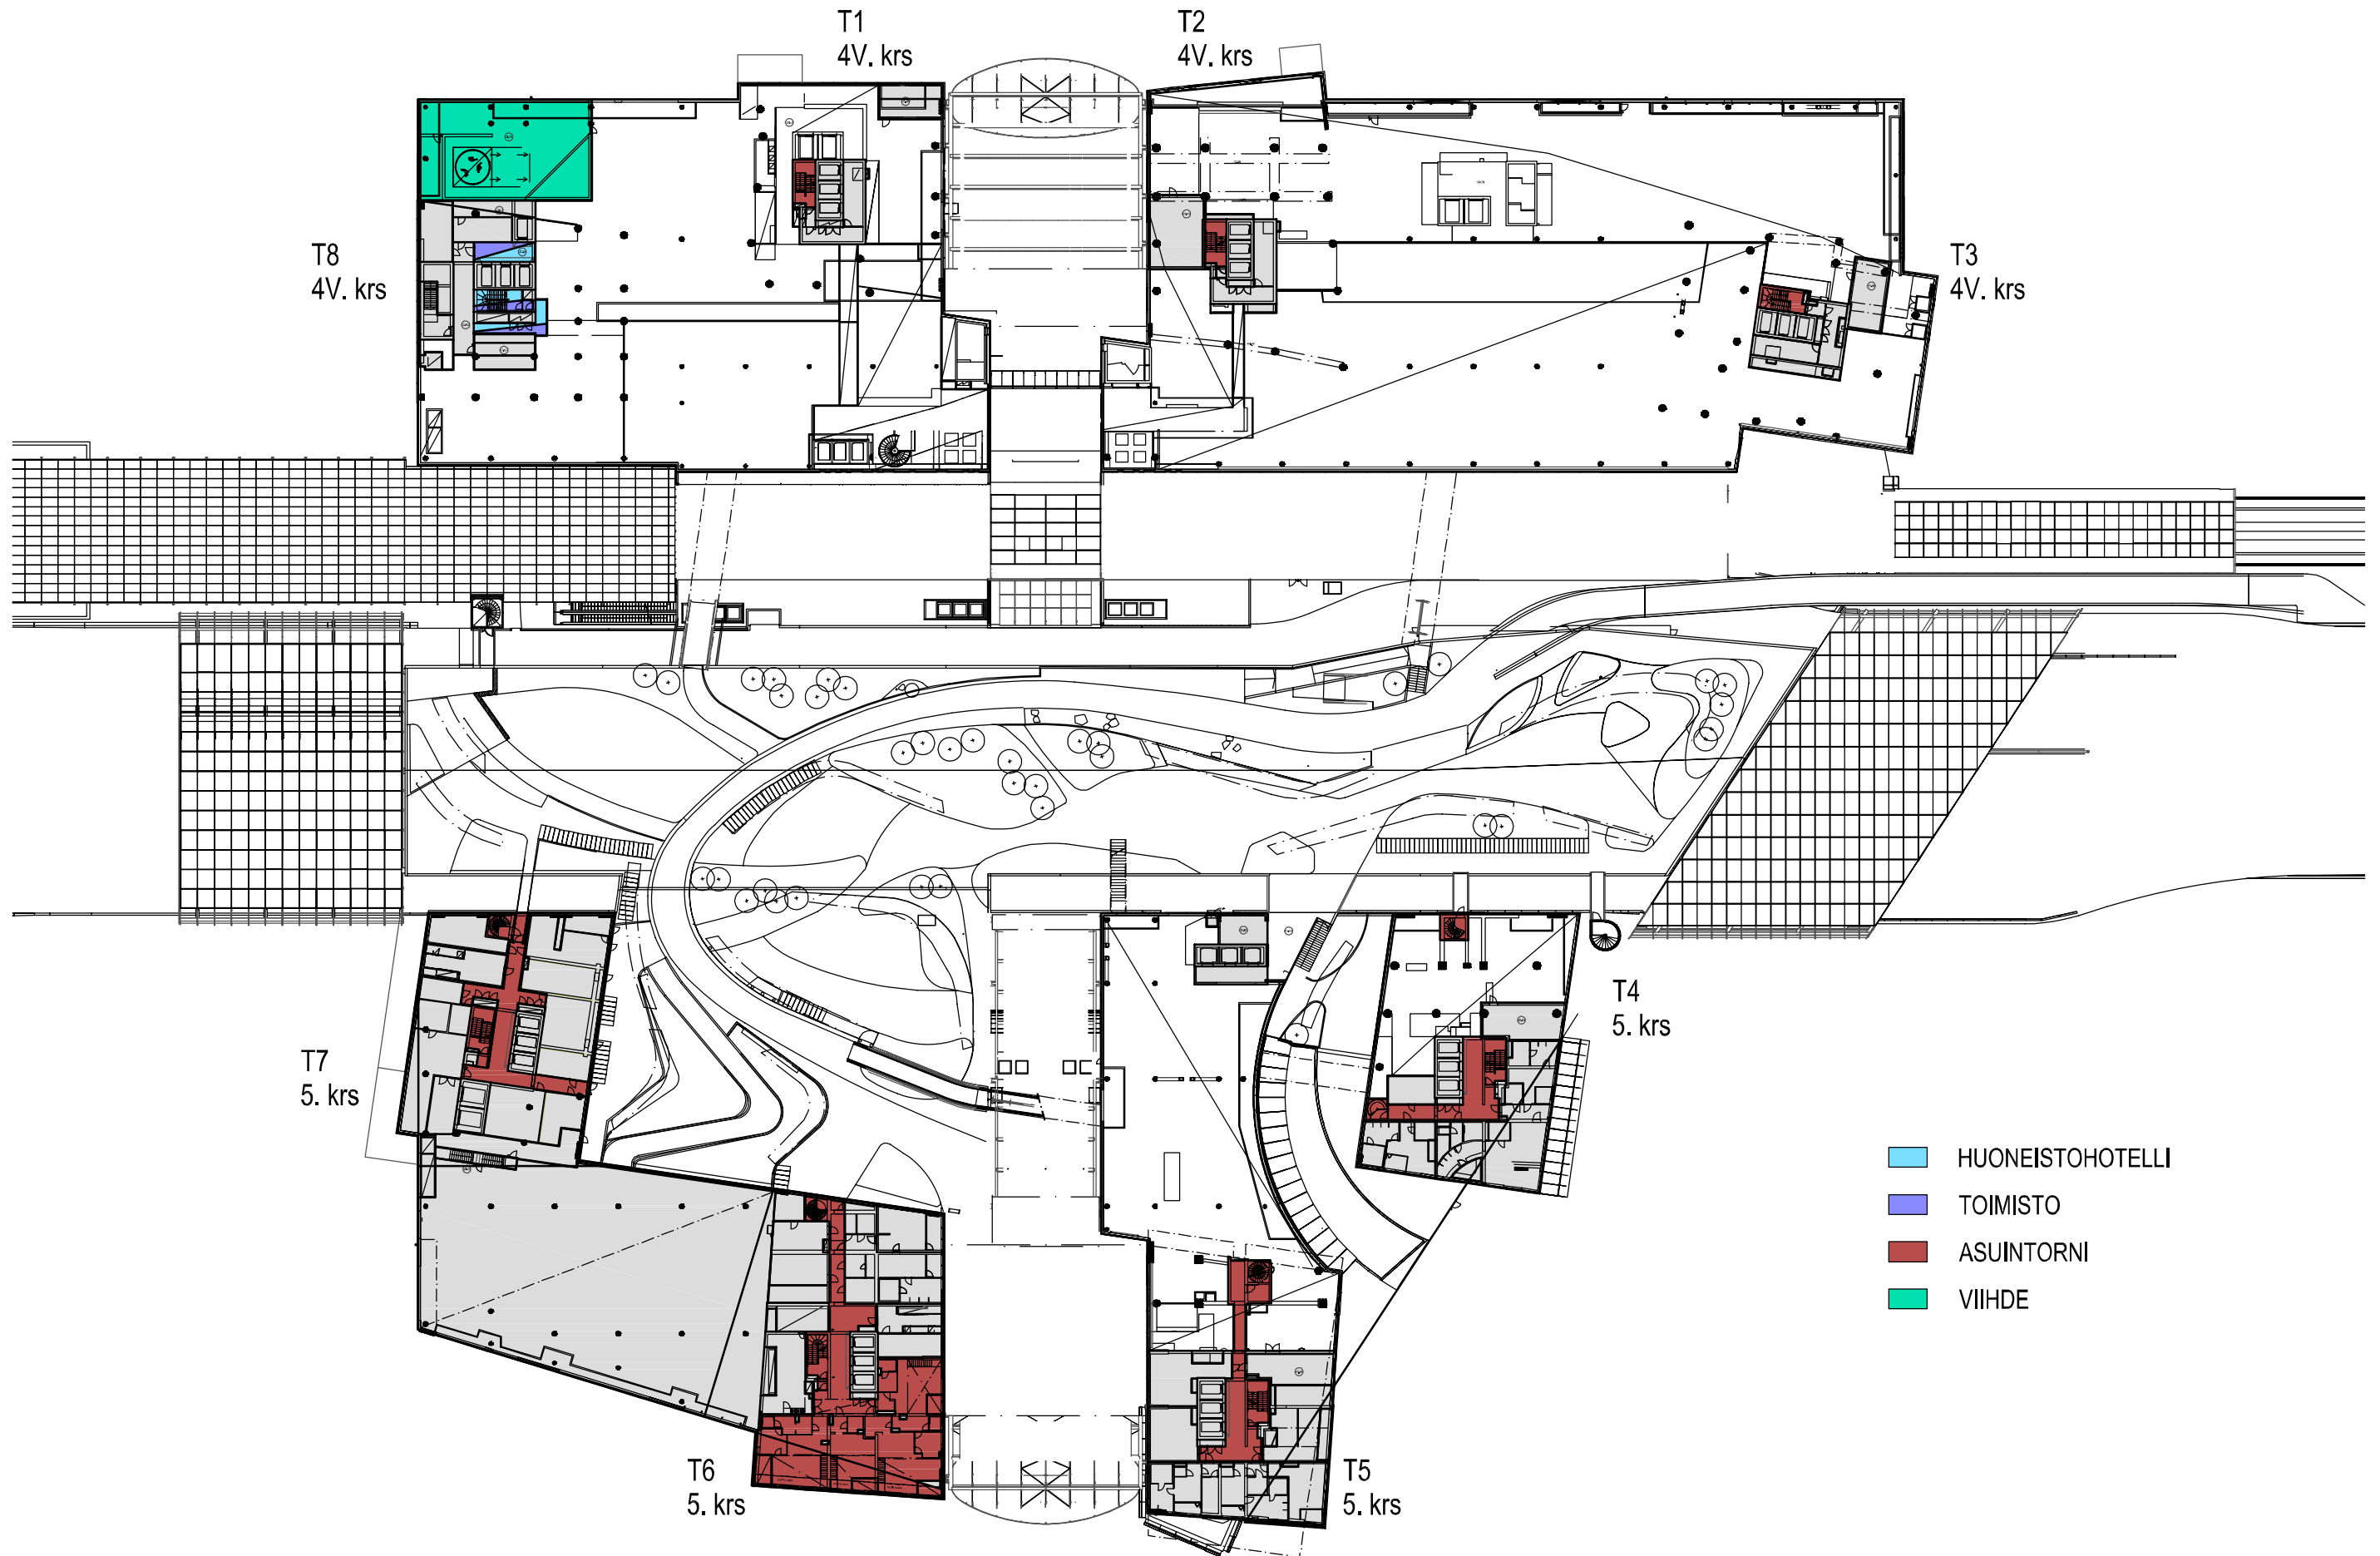 T1
4V. krs
T2
4V. krs
T8
4V. krs
T3
4V. krs
T4
5. krs
T7
5. krs
HUONEISTOHOTELLI
TOIMISTO
ASUINTORNI
VIIHDE
T6
5. krs
T5
5. krs